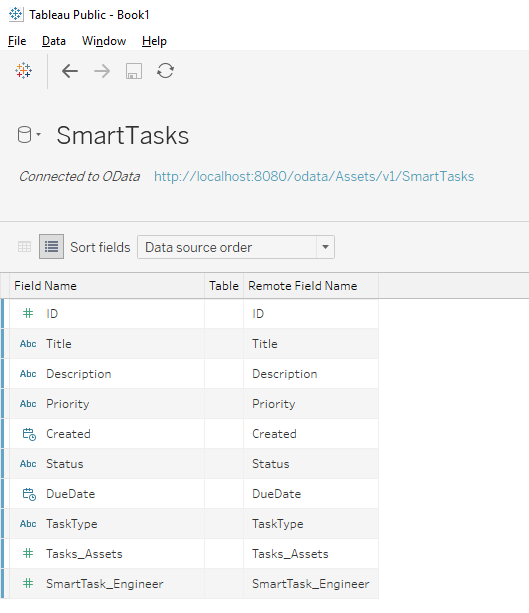 Tableau Public - Book1
File Data Window Help
SmartTasks
Connected to OData http://localhost:8080/odata/Assets/v1/SmartTasks
Sort fields Data source order
Field Name Table Remote Field Name
# ID ID
Abc Title Title
Abc Description Description
Abc Priority Priority
Created Created
Abc Status Status
DueDate DueDate
Abc TaskType TaskType
# Tasks_Assets Tasks_Assets
# SmartTask_Engineer SmartTask_Engineer